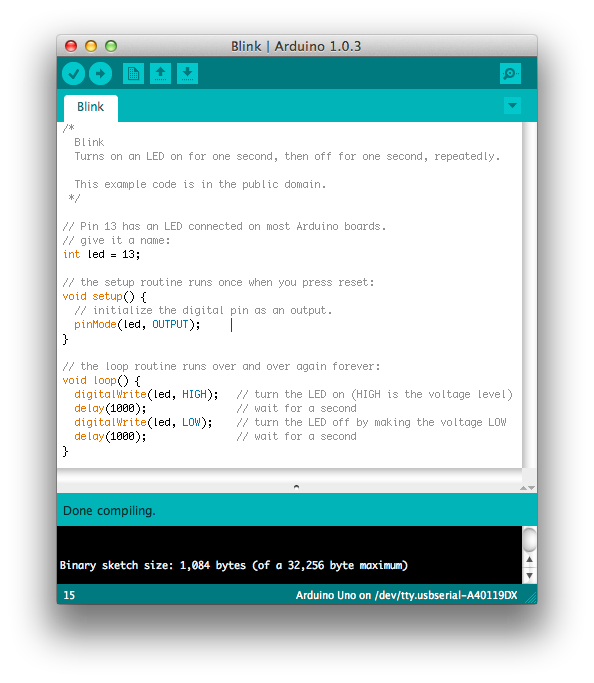 Blink | Arduino 1.0.3
Blink
/*
  Blink
  Turns on an LED on for one second, then off for one second, repeatedly.

  This example code is in the public domain.
 */

// Pin 13 has an LED connected on most Arduino boards.
// give it a name:
int led = 13;

// the setup routine runs once when you press reset:
void setup() {
  // initialize the digital pin as an output.
  pinMode(led, OUTPUT);
}

// the loop routine runs over and over again forever:
void loop() {
  digitalWrite(led, HIGH);   // turn the LED on (HIGH is the voltage level)
  delay(1000);               // wait for a second
  digitalWrite(led, LOW);    // turn the LED off by making the voltage LOW
  delay(1000);               // wait for a second
}
Done compiling.
Binary sketch size: 1,084 bytes (of a 32,256 byte maximum)
15 Arduino Uno on /dev/tty.usbserial-A40119DX